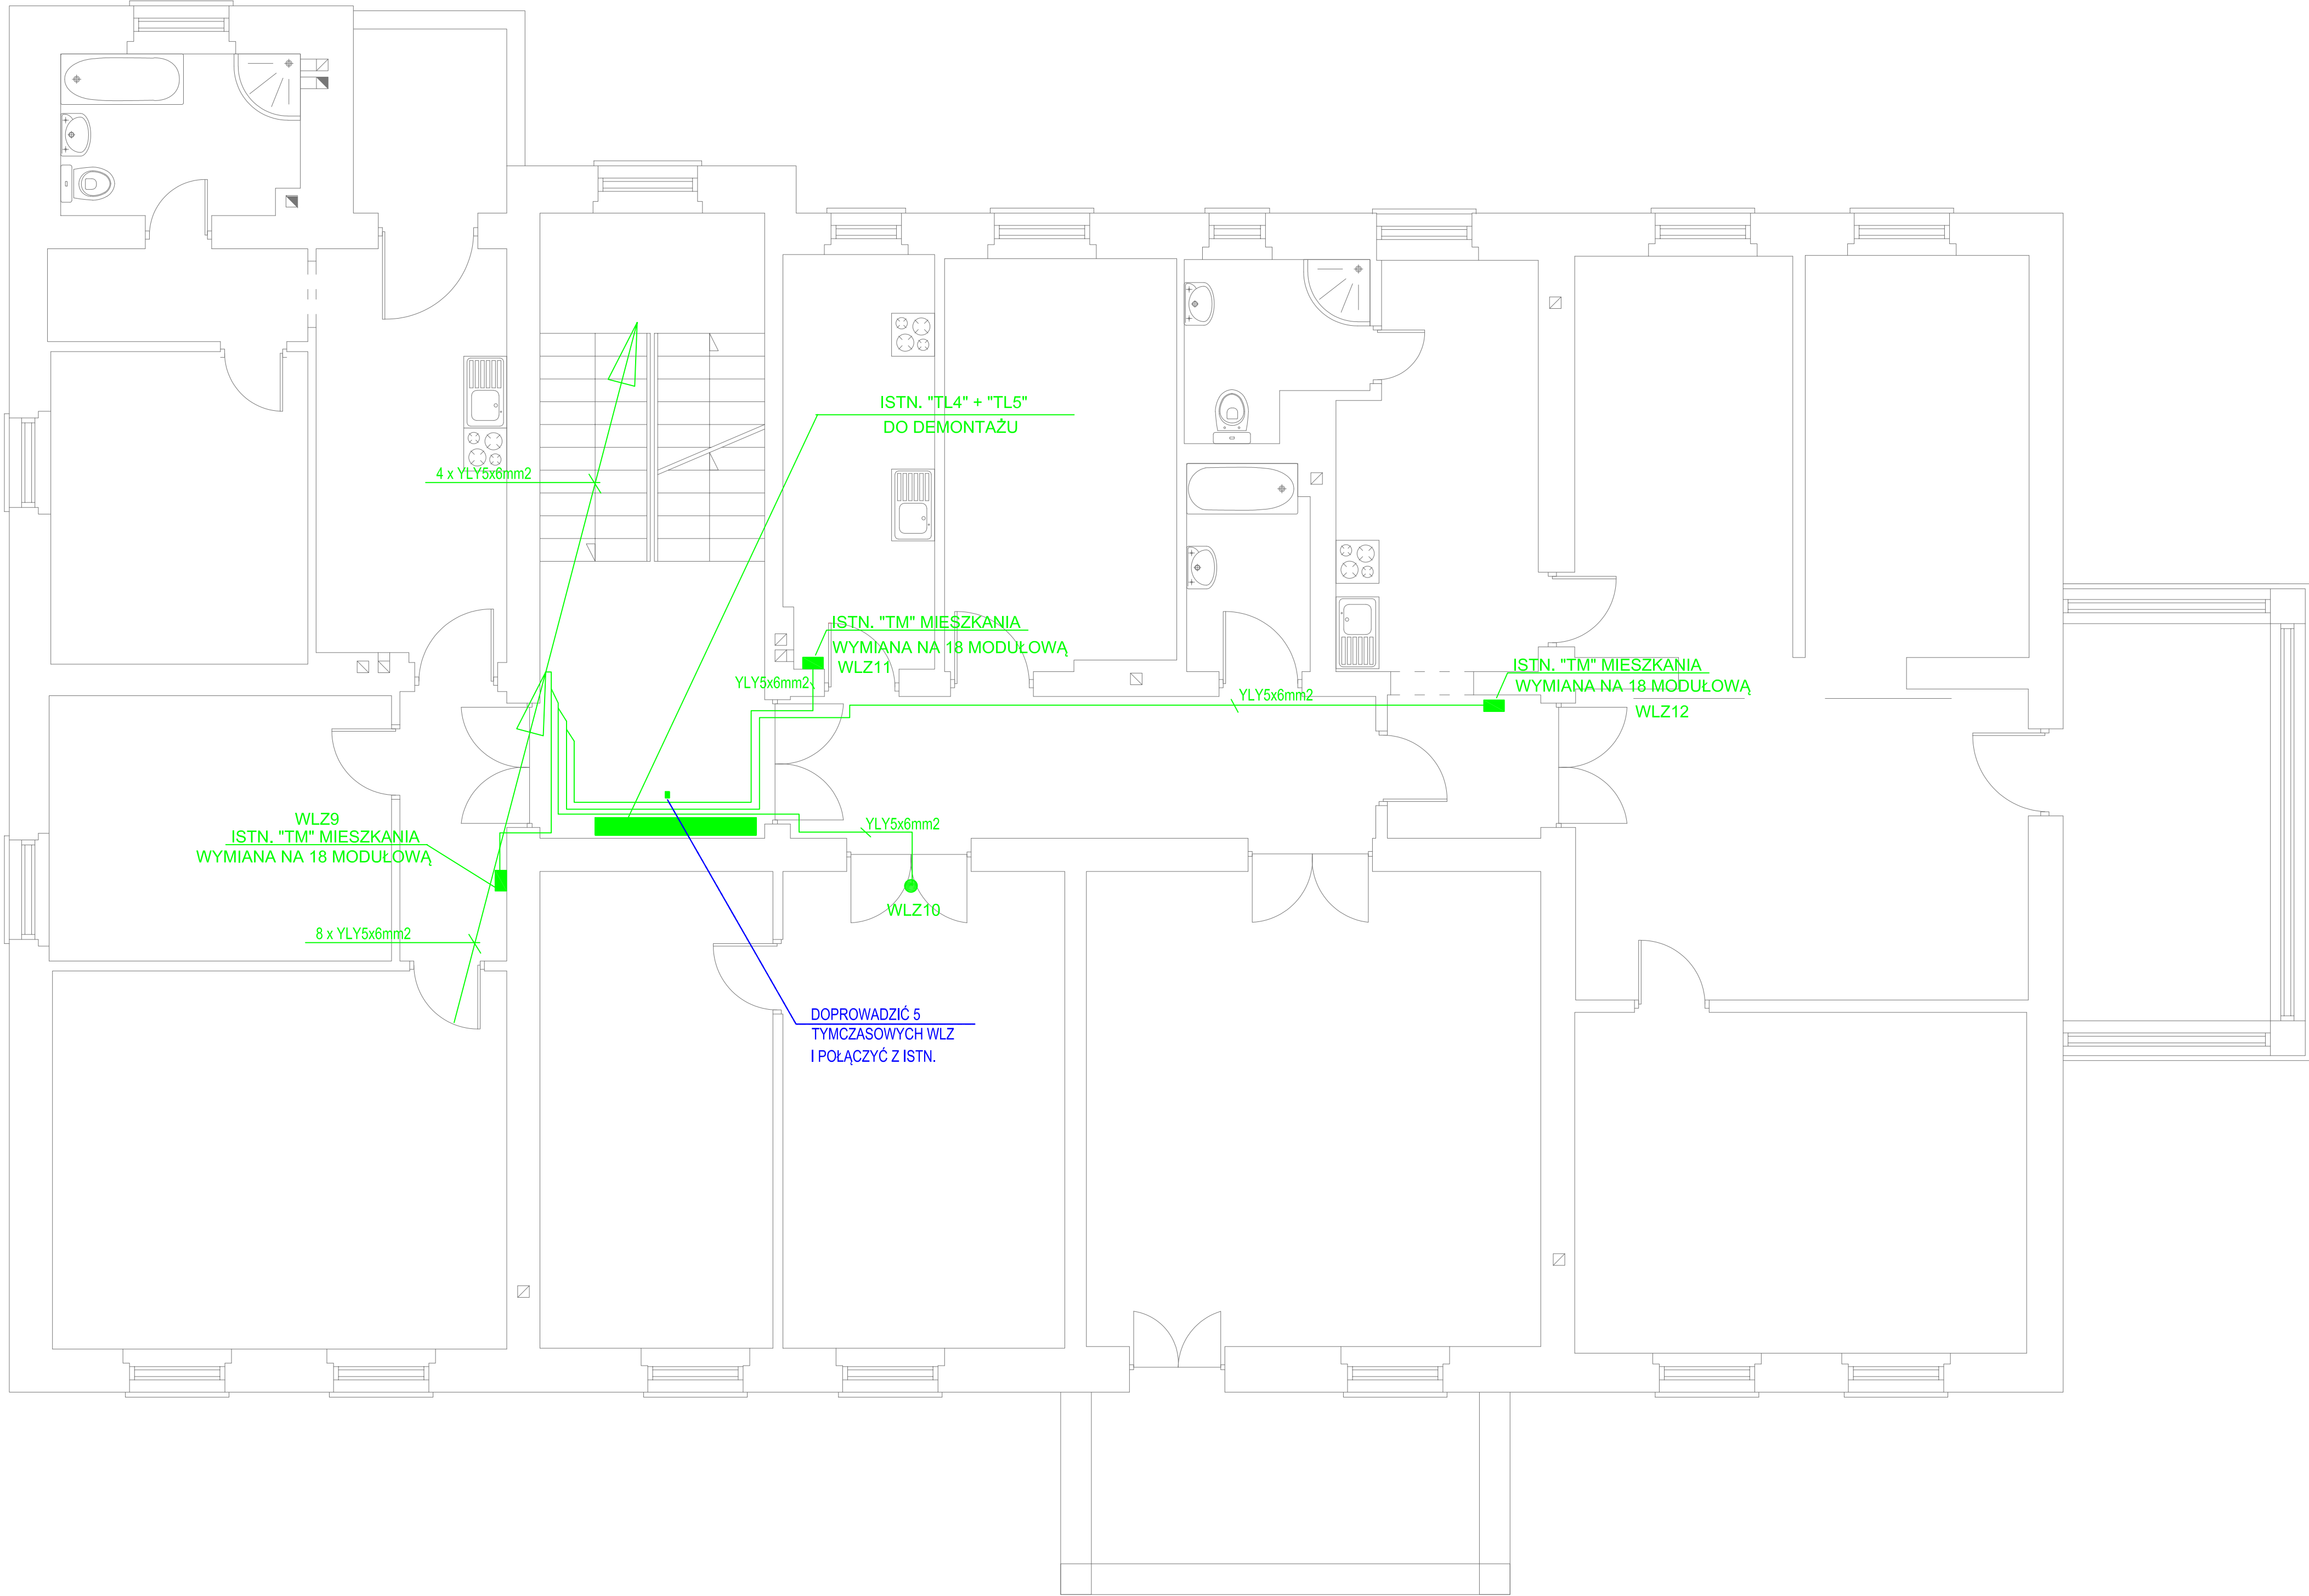 ISTN. "TL4" + "TL5"
DO DEMONTAŻU
4 x YLY5x6mm2
ISTN. "TM" MIESZKANIA
WYMIANA NA 18 MODUŁOWĄ
WLZ11
YLY5x6mm2
ISTN. "TM" MIESZKANIA
WYMIANA NA 18 MODUŁOWĄ
WLZ12
YLY5x6mm2
WLZ9
ISTN. "TM" MIESZKANIA
WYMIANA NA 18 MODUŁOWĄ
YLY5x6mm2
WLZ10
8 x YLY5x6mm2
DOPROWADZIĆ 5
TYMCZASOWYCH WLZ
I POŁĄCZYĆ Z ISTN.